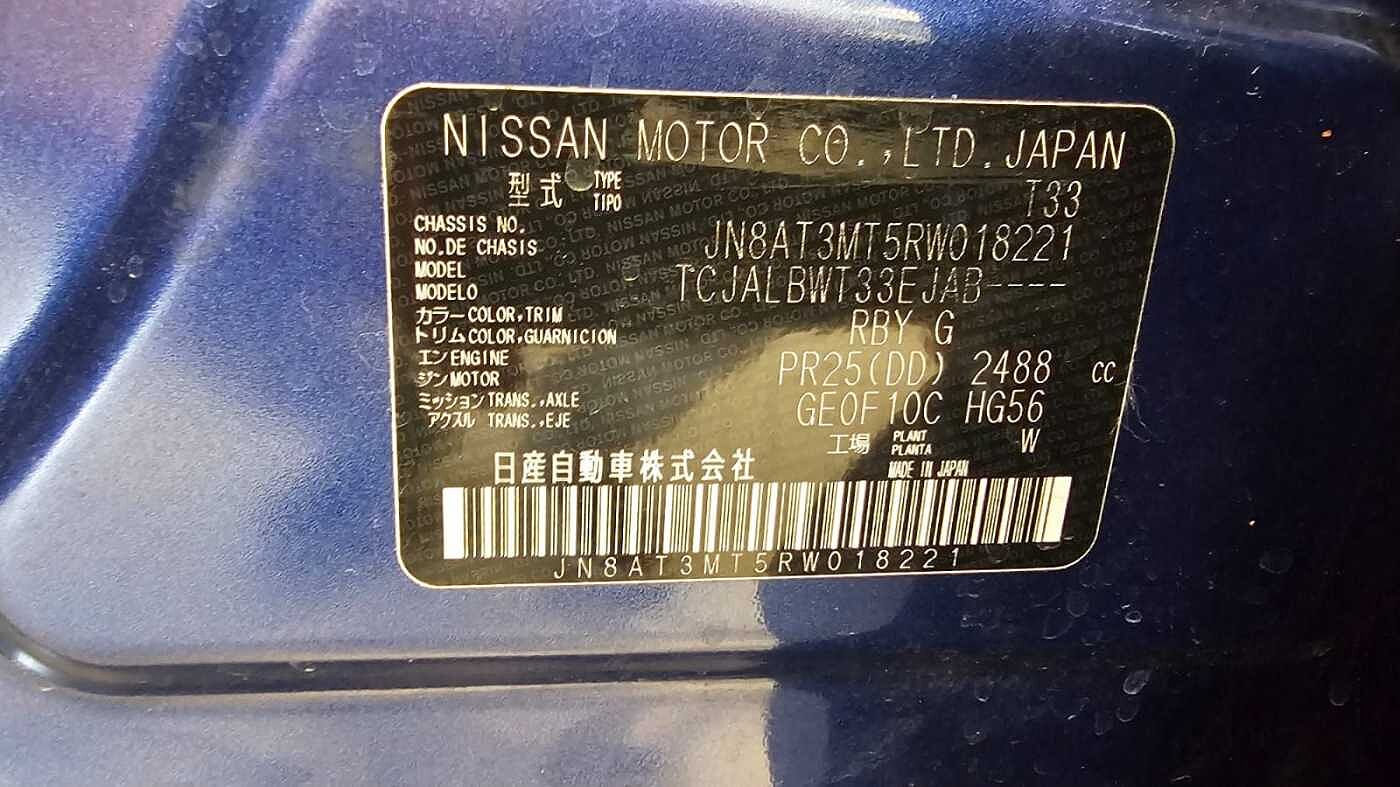 NISSAN MOTOR CO.,LTD.JAPAN
型式 TYPE TIPO T33
CHASSIS NO.
NO.DE CHASIS JN8AT3MT5RW018221
MODEL
MODELO TCJALBWT33EJAB----
カラー COLOR,TRIM
トリム COLOR,GUARNICION RBY G
エン ENGINE
ジン MOTOR PR25(DD) 2488 cc
ミッション TRANS.,AXLE
アクスル TRANS.,EJE GE0F10C HG56
工場 PLANT PLANTA W
日産自動車株式会社 MADE IN JAPAN
JN8AT3MT5RW018221